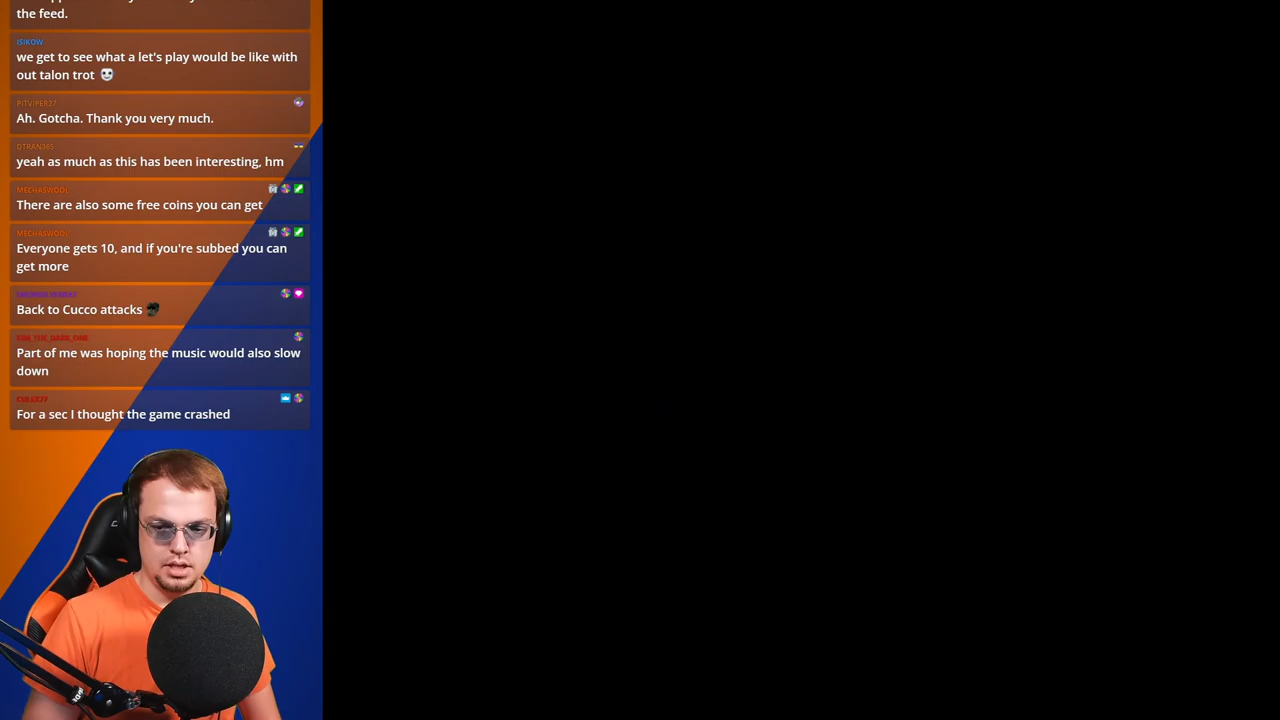 the feed.
ISIKOW
we get to see what a let's play would be like with
out talon trot
PITVIPER27
Ah. Gotcha. Thank you very much.
DTRAN365
yeah as much as this has been interesting, hm
MECHASWOOL
There are also some free coins you can get
MECHASWOOL
Everyone gets 10, and if you're subbed you can
get more
Back to Cucco attacks
Part of me was hoping the music would also slow
down
For a sec I thought the game crashed